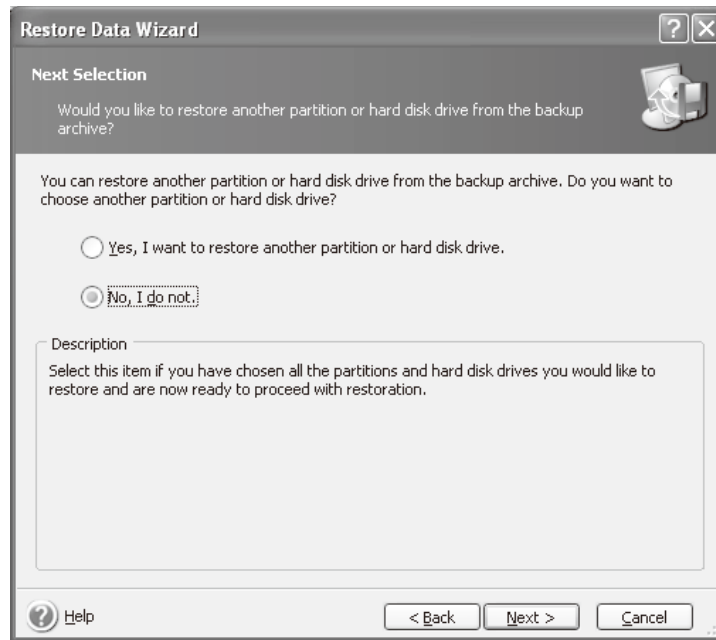 Restore Data Wizard
Next Selection
Would you like to restore another partition or hard disk drive from the backup
archive?
You can restore another partition or hard disk drive from the backup archive. Do you want to
choose another partition or hard disk drive?
Yes, I want to restore another partition or hard disk drive.
No, I do not.
Description
Select this item if you have chosen all the partitions and hard disk drives you would like to
restore and are now ready to proceed with restoration.
Help
< Back
Next >
Cancel